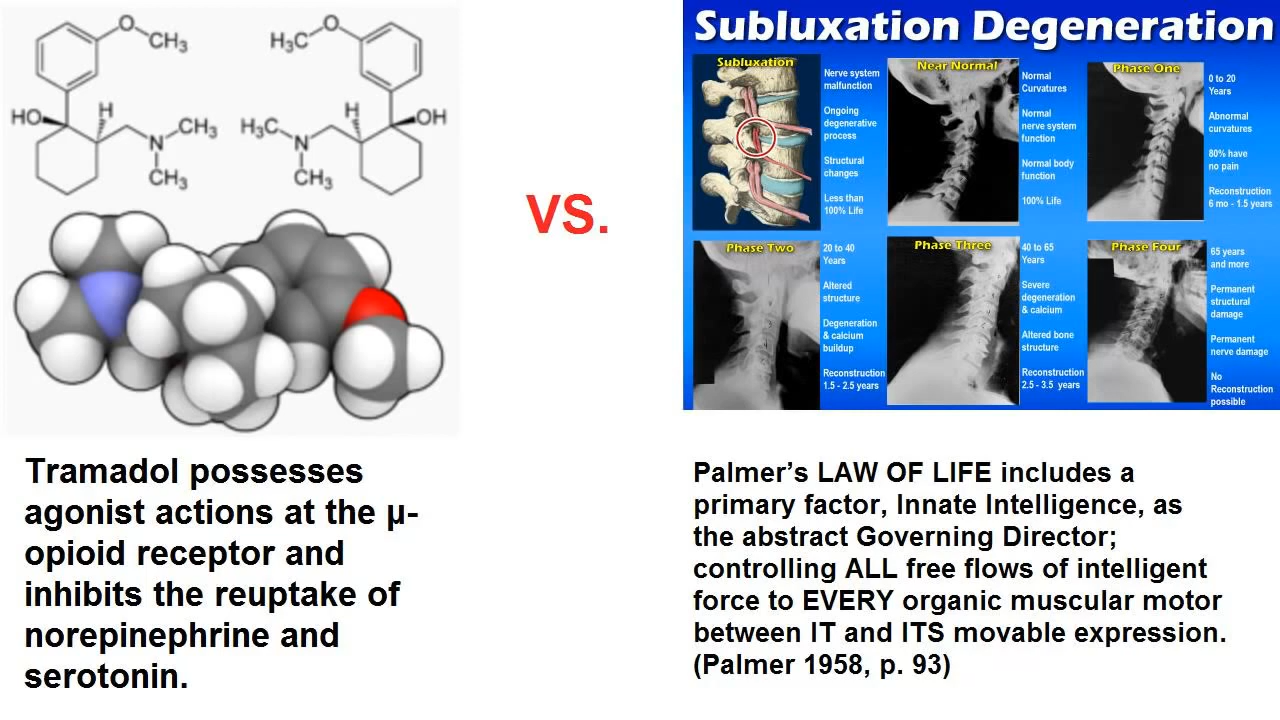 O
CH₃
H₃C
O
HO
H
CH₃
N
CH₃
H₃C
N
CH₃
H
OH
Tramadol possesses
agonist actions at the μ-
opioid receptor and
inhibits the reuptake of
norepinephrine and
serotonin.
VS.
Subluxation Degeneration
Subluxation
Nerve system
malfunction
Ongoing
degenerative
process
Structural
changes
Less than
100% Life
Near Normal
Normal
Curvatures
Normal
nerve system
function
Normal body
function
100% Life
Phase One
0 to 20
Years
Abnormal
curvatures
80% have
no pain
Reconstruction
6 mo - 1.5 years
Phase Two
20 to 40
Years
Altered
structure
Degeneration
& calcium
buildup
Reconstruction
1.5 - 2.5 years
Phase Three
40 to 65
Years
Severe
degeneration
& calcium
Altered bone
structure
Reconstruction
2.5 - 3.5 years
Phase Four
65 years
and more
Permanent
structural
damage
Permanent
nerve damage
No
Reconstruction
possible
Palmer’s LAW OF LIFE includes a
primary factor, Innate Intelligence, as
the abstract Governing Director;
controlling ALL free flows of intelligent
force to EVERY organic muscular motor
between IT and ITS movable expression.
(Palmer 1958, p. 93)